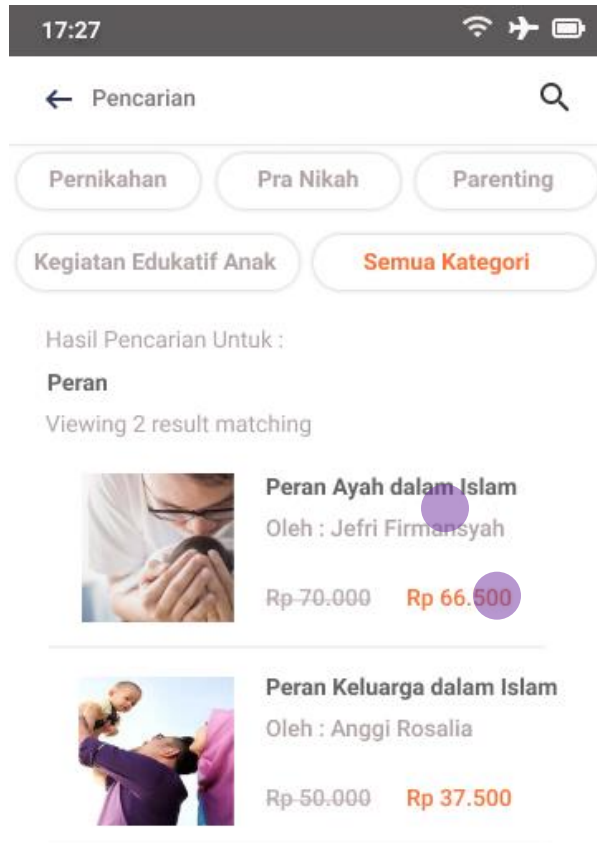 17:27
Pencarian
Pernikahan Pra Nikah Parenting
Kegiatan Edukatif Anak Semua Kategori
Hasil Pencarian Untuk :
Peran
Viewing 2 result matching
Peran Ayah dalam Islam
Oleh : Jefri Firmansyah
Rp 70.000 Rp 66.500
Peran Keluarga dalam Islam
Oleh : Anggi Rosalia
Rp 50.000 Rp 37.500